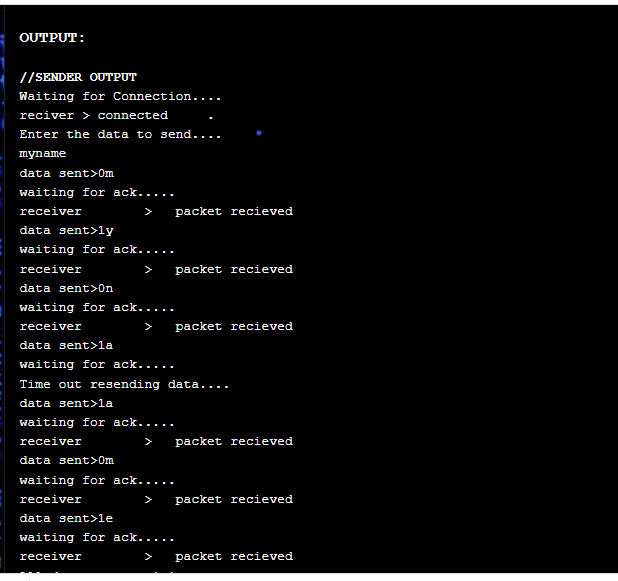 OUTPUT:
//SENDER OUTPUT
Waiting for Connection....
reciver > connected     .
Enter the data to send....
myname
data sent>0m
waiting for ack.....
receiver        >   packet recieved
data sent>1y
waiting for ack.....
receiver        >   packet recieved
data sent>0n
waiting for ack.....
receiver        >   packet recieved
data sent>1a
waiting for ack.....
Time out resending data....
data sent>1a
waiting for ack.....
receiver        >   packet recieved
data sent>0m
waiting for ack.....
receiver        >   packet recieved
data sent>1e
waiting for ack.....
receiver        >   packet recieved